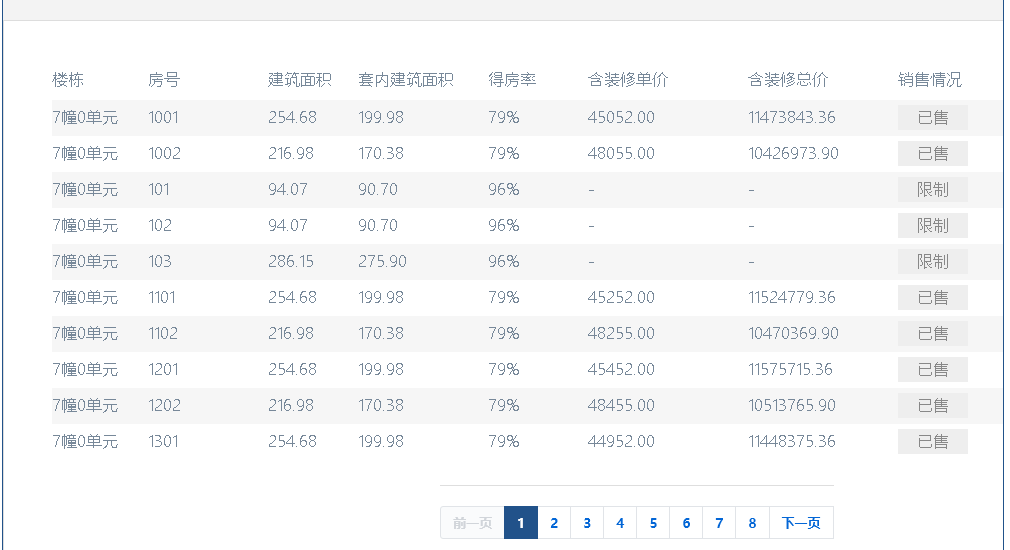 楼栋 房号 建筑面积 套内建筑面积 得房率 含装修单价 含装修总价 销售情况
7幢0单元 1001 254.68 199.98 79% 45052.00 11473843.36 已售
7幢0单元 1002 216.98 170.38 79% 48055.00 10426973.90 已售
7幢0单元 101 94.07 90.70 96% - - 限制
7幢0单元 102 94.07 90.70 96% - - 限制
7幢0单元 103 286.15 275.90 96% - - 限制
7幢0单元 1101 254.68 199.98 79% 45252.00 11524779.36 已售
7幢0单元 1102 216.98 170.38 79% 48255.00 10470369.90 已售
7幢0单元 1201 254.68 199.98 79% 45452.00 11575715.36 已售
7幢0单元 1202 216.98 170.38 79% 48455.00 10513765.90 已售
7幢0单元 1301 254.68 199.98 79% 44952.00 11448375.36 已售
前一页 1 2 3 4 5 6 7 8 下一页